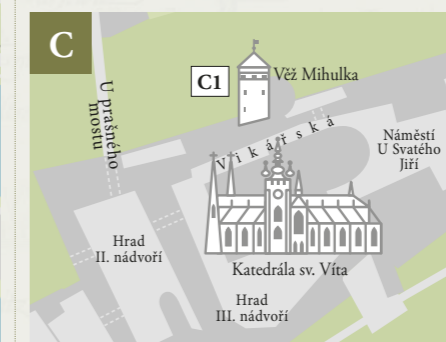 C
U prašného
mostu
C1
Věž Mihulka
Vikářská
Náměstí
U Svatého
Jiří
Hrad
II. nádvoří
Katedrála sv. Víta
Hrad
III. nádvoří